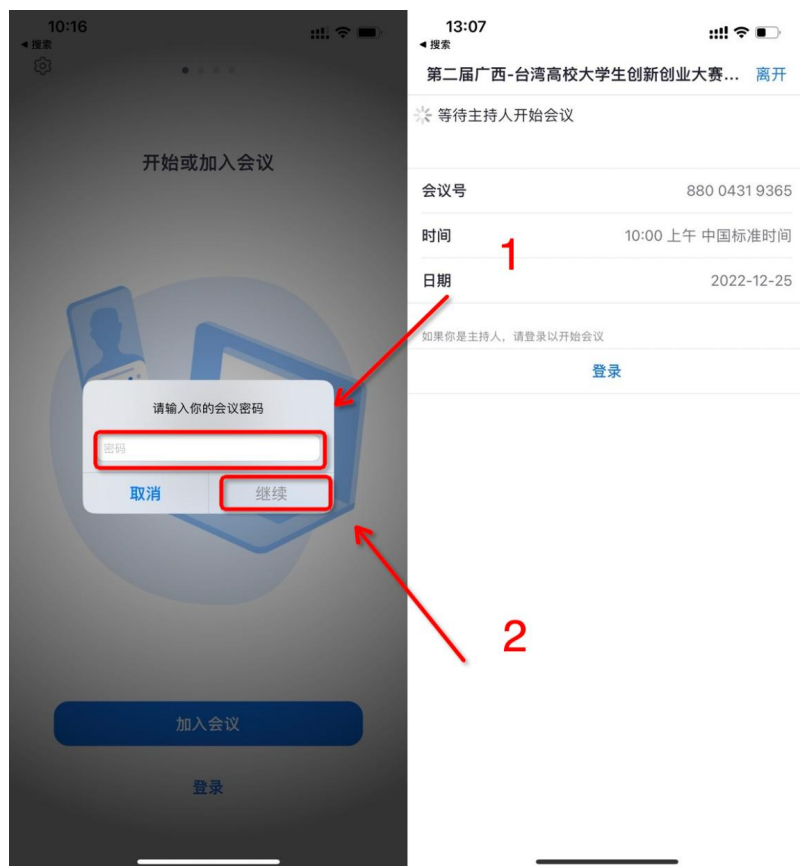 10:16
◀ 搜索
开始或加入会议
请输入你的会议密码
密码
取消
继续
加入会议
登录
13:07
◀ 搜索
第二届广西-台湾高校大学生创新创业大赛... 离开
等待主持人开始会议
会议号 880 0431 9365
时间 10:00 上午 中国标准时间
日期 2022-12-25
如果你是主持人，请登录以开始会议
登录
1
2